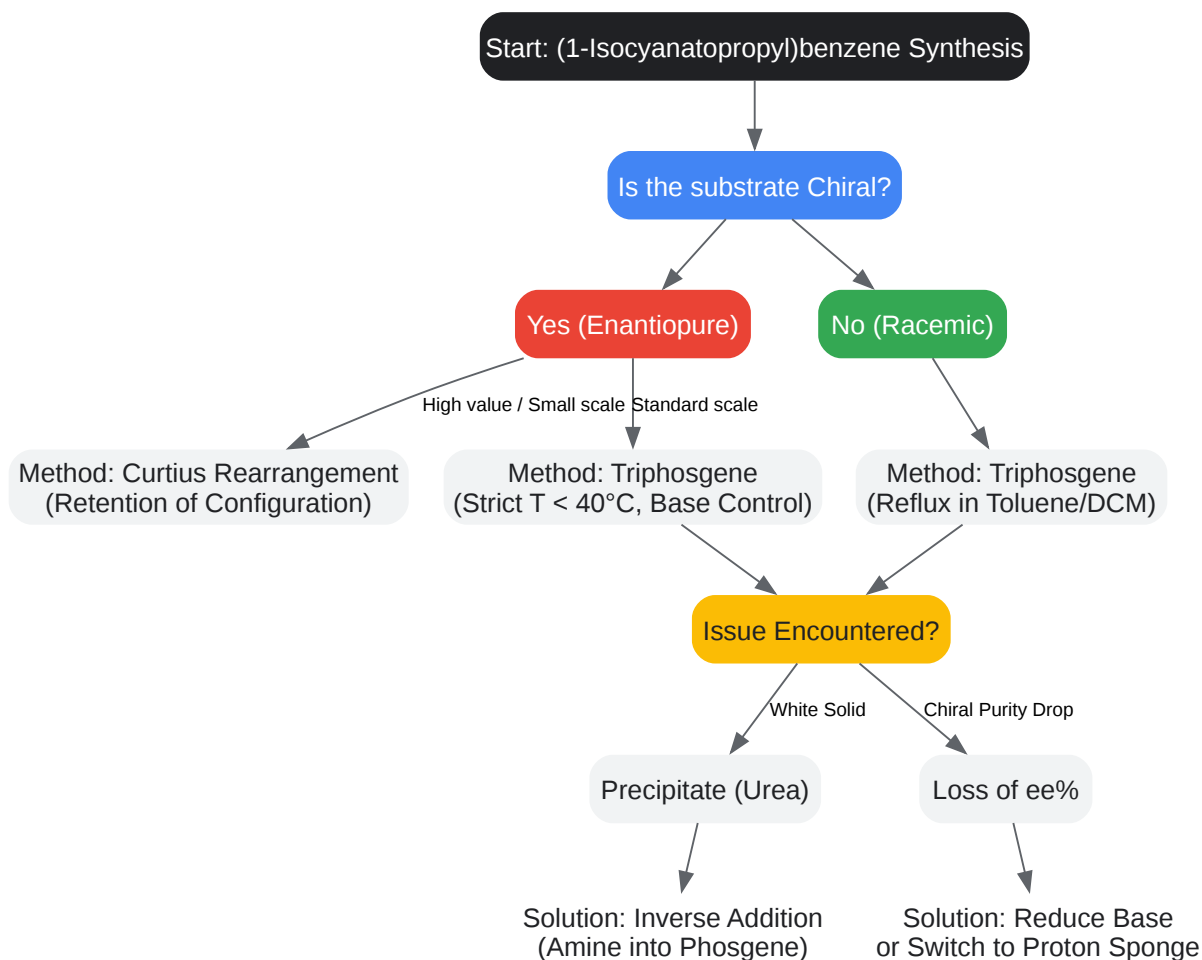 Start: (1-Isocyanatopropyl)benzene Synthesis
Is the substrate Chiral?
Yes (Enantiopure)
No (Racemic)
High value / Small scale
Standard scale
Method: Curtius Rearrangement
(Retention of Configuration)
Method: Triphosgene
(Strict T < 40°C, Base Control)
Method: Triphosgene
(Reflux in Toluene/DCM)
Issue Encountered?
White Solid
Chiral Purity Drop
Precipitate (Urea)
Loss of ee%
Solution: Inverse Addition
(Amine into Phosgene)
Solution: Reduce Base
or Switch to Proton Sponge